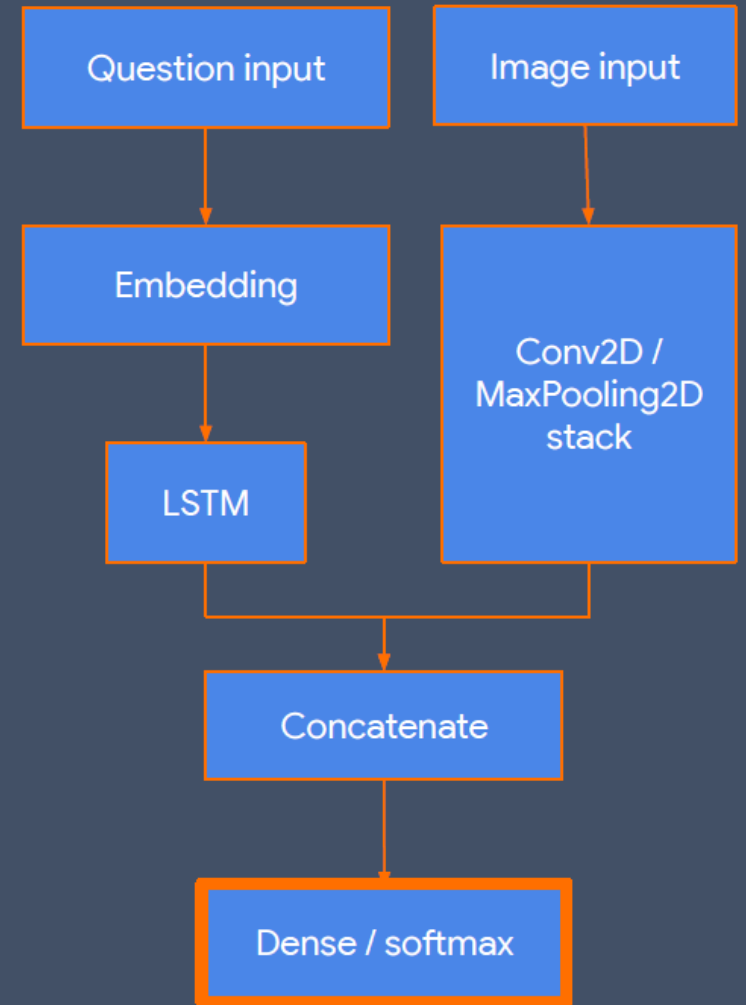 Question input
Image input
Embedding
Conv2D /
MaxPooling2D
stack
LSTM
Concatenate
Dense / softmax